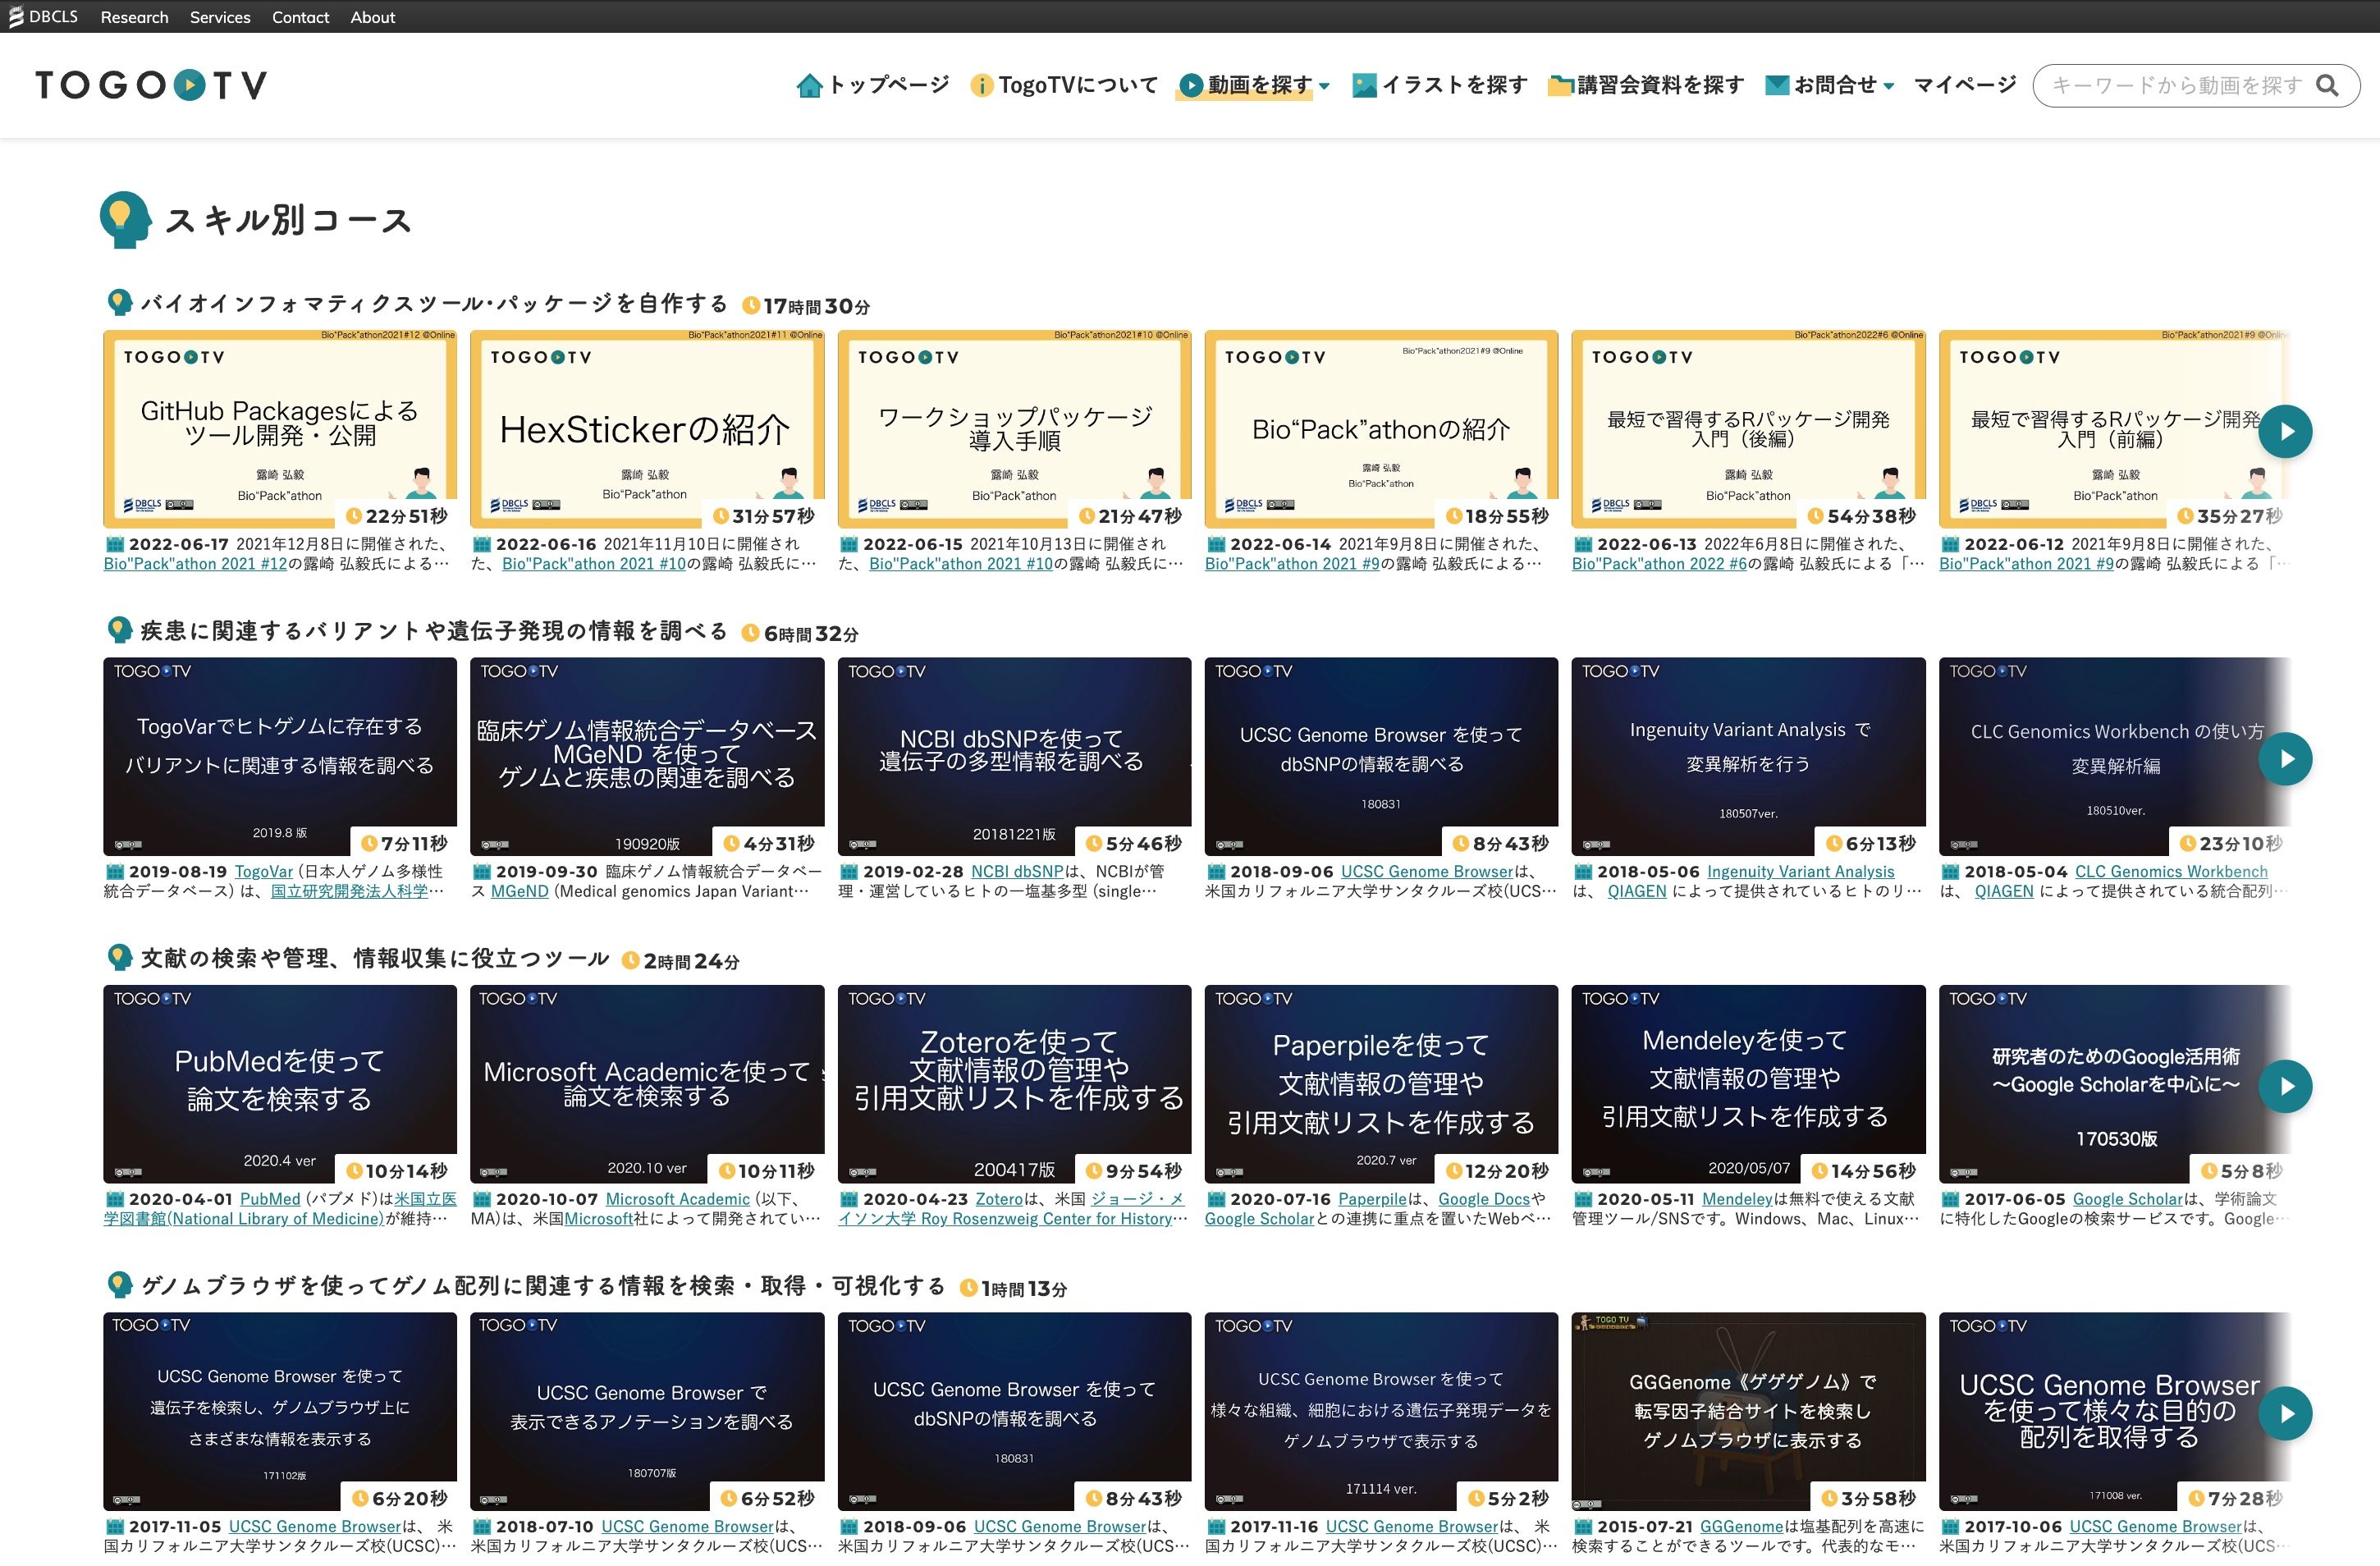 DBCLS Research Services Contact About
TOGO TV
トップページ TogoTVについて 動画を探す イラストを探す 講習会資料を探す お問合せ マイページ キーワードから動画を探す
スキル別コース
バイオインフォマティクスツール・パッケージを自作する 17時間30分
Bio"Pack"athon2021#12 @Online
TOGO TV
GitHub Packagesによる
ツール開発・公開
露崎 弘毅
Bio"Pack"athon
DBCLS
22分51秒
2022-06-17 2021年12月8日に開催された、
Bio"Pack"athon 2021 #12の露崎 弘毅氏による…
Bio"Pack"athon2021#11 @Online
TOGO TV
HexStickerの紹介
露崎 弘毅
Bio"Pack"athon
DBCLS
31分57秒
2022-06-16 2021年11月10日に開催され
た、Bio"Pack"athon 2021 #10の露崎 弘毅氏に…
Bio"Pack"athon2021#10 @Online
TOGO TV
ワークショップパッケージ
導入手順
露崎 弘毅
Bio"Pack"athon
DBCLS
21分47秒
2022-06-15 2021年10月13日に開催され
た、Bio"Pack"athon 2021 #10の露崎 弘毅氏に…
Bio"Pack"athon2021#9 @Online
TOGO TV
Bio“Pack”athonの紹介
露崎 弘毅
Bio"Pack"athon
DBCLS
18分55秒
2022-06-14 2021年9月8日に開催された、
Bio"Pack"athon 2021 #9の露崎 弘毅氏による…
Bio"Pack"athon2022#6 @Online
TOGO TV
最短で習得するRパッケージ開発
入門（後編）
露崎 弘毅
Bio"Pack"athon
DBCLS
54分38秒
2022-06-13 2022年6月8日に開催された、
Bio"Pack"athon 2022 #6の露崎 弘毅氏による「…
Bio"Pack"athon2021#9 @Online
TOGO TV
最短で習得するRパッケージ開発
入門（前編）
露崎 弘毅
Bio"Pack"athon
DBCLS
35分27秒
2022-06-12 2021年9月8日に開催された、
Bio"Pack"athon 2021 #9の露崎 弘毅氏による「…
疾患に関連するバリアントや遺伝子発現の情報を調べる 6時間32分
TOGO TV
TogoVarでヒトゲノムに存在する
バリアントに関連する情報を調べる
2019.8 版
7分11秒
2019-08-19 TogoVar (日本人ゲノム多様性
統合データベース) は、国立研究開発法人科学…
TOGO TV
臨床ゲノム情報統合データベース
MGeND を使って
ゲノムと疾患の関連を調べる
190920版
4分31秒
2019-09-30 臨床ゲノム情報統合データベー
ス MGeND (Medical genomics Japan Variant…
TOGO TV
NCBI dbSNPを使って
遺伝子の多型情報を調べる
20181221版
5分46秒
2019-02-28 NCBI dbSNPは、NCBIが管
理・運営しているヒトの一塩基多型 (single…
TOGO TV
UCSC Genome Browser を使って
dbSNPの情報を調べる
180831
8分43秒
2018-09-06 UCSC Genome Browserは、
米国カリフォルニア大学サンタクルーズ校(UCS…
TOGO TV
Ingenuity Variant Analysis で
変異解析を行う
180507ver.
6分13秒
2018-05-06 Ingenuity Variant Analysis
は、 QIAGEN によって提供されているヒトのリ…
TOGO TV
CLC Genomics Workbench の使い方
変異解析編
180510ver.
23分10秒
2018-05-04 CLC Genomics Workbench
は、 QIAGEN によって提供されている統合配列…
文献の検索や管理、情報収集に役立つツール 2時間24分
TOGO TV
PubMedを使って
論文を検索する
2020.4 ver
10分14秒
2020-04-01 PubMed (パブメド)は米国立医
学図書館(National Library of Medicine)が維持…
TOGO TV
Microsoft Academicを使って
論文を検索する
2020.10 ver
10分11秒
2020-10-07 Microsoft Academic (以下、
MA)は、米国Microsoft社によって開発されてい…
TOGO TV
Zoteroを使って
文献情報の管理や
引用文献リストを作成する
200417版
9分54秒
2020-04-23 Zoteroは、米国 ジョージ・メ
イソン大学 Roy Rosenzweig Center for History…
TOGO TV
Paperpileを使って
文献情報の管理や
引用文献リストを作成する
2020.7 ver
12分20秒
2020-07-16 Paperpileは、Google Docsや
Google Scholarとの連携に重点を置いたWebベ…
TOGO TV
Mendeleyを使って
文献情報の管理や
引用文献リストを作成する
2020/05/07
14分56秒
2020-05-11 Mendeleyは無料で使える文献
管理ツール/SNSです。Windows、Mac、Linux…
TOGO TV
研究者のためのGoogle活用術
～Google Scholarを中心に～
170530版
5分8秒
2017-06-05 Google Scholarは、学術論文
に特化したGoogleの検索サービスです。Google…
ゲノムブラウザを使ってゲノム配列に関連する情報を検索・取得・可視化する 1時間13分
TOGO TV
UCSC Genome Browser を使って
遺伝子を検索し、ゲノムブラウザ上に
さまざまな情報を表示する
171102版
6分20秒
2017-11-05 UCSC Genome Browserは、 米
国カリフォルニア大学サンタクルーズ校(UCSC)…
TOGO TV
UCSC Genome Browser で
表示できるアノテーションを調べる
180707版
6分52秒
2018-07-10 UCSC Genome Browserは、
米国カリフォルニア大学サンタクルーズ校(UCS…
TOGO TV
UCSC Genome Browser を使って
dbSNPの情報を調べる
180831
8分43秒
2018-09-06 UCSC Genome Browserは、
米国カリフォルニア大学サンタクルーズ校(UCS…
TOGO TV
UCSC Genome Browser を使って
様々な組織、細胞における遺伝子発現データを
ゲノムブラウザで表示する
171114 ver.
5分2秒
2017-11-16 UCSC Genome Browserは、 米
国カリフォルニア大学サンタクルーズ校(UCSC)…
TOGO TV
GGGenome《ゲゲゲノム》で
転写因子結合サイトを検索し
ゲノムブラウザに表示する
3分58秒
2015-07-21 GGGenomeは塩基配列を高速に
検索することができるツールです。代表的なモ…
TOGO TV
UCSC Genome Browser
を使って様々な目的の
配列を取得する
171008 ver.
7分28秒
2017-10-06 UCSC Genome Browserは、
米国カリフォルニア大学サンタクルーズ校(UCS…